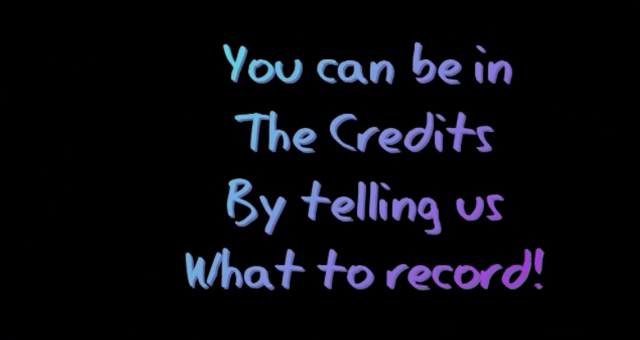 You can be in
The Credits
By telling us
What to record!